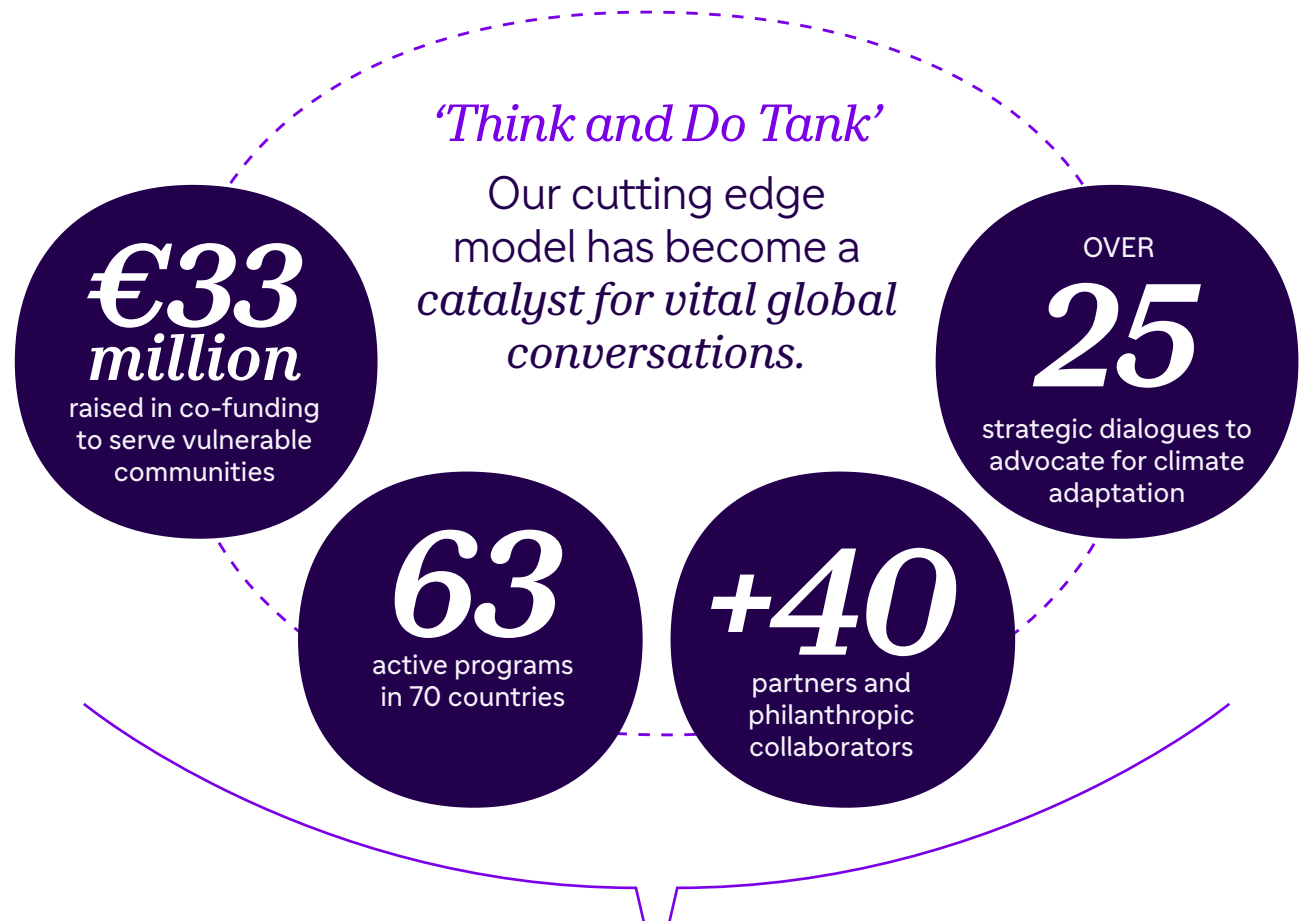 ‘Think and Do Tank’
Our cutting edge
model has become a
catalyst for vital global
conversations.
€33
million
raised in co-funding
to serve vulnerable
communities
63
active programs
in 70 countries
+40
partners and
philanthropic
collaborators
OVER
25
strategic dialogues to
advocate for climate
adaptation